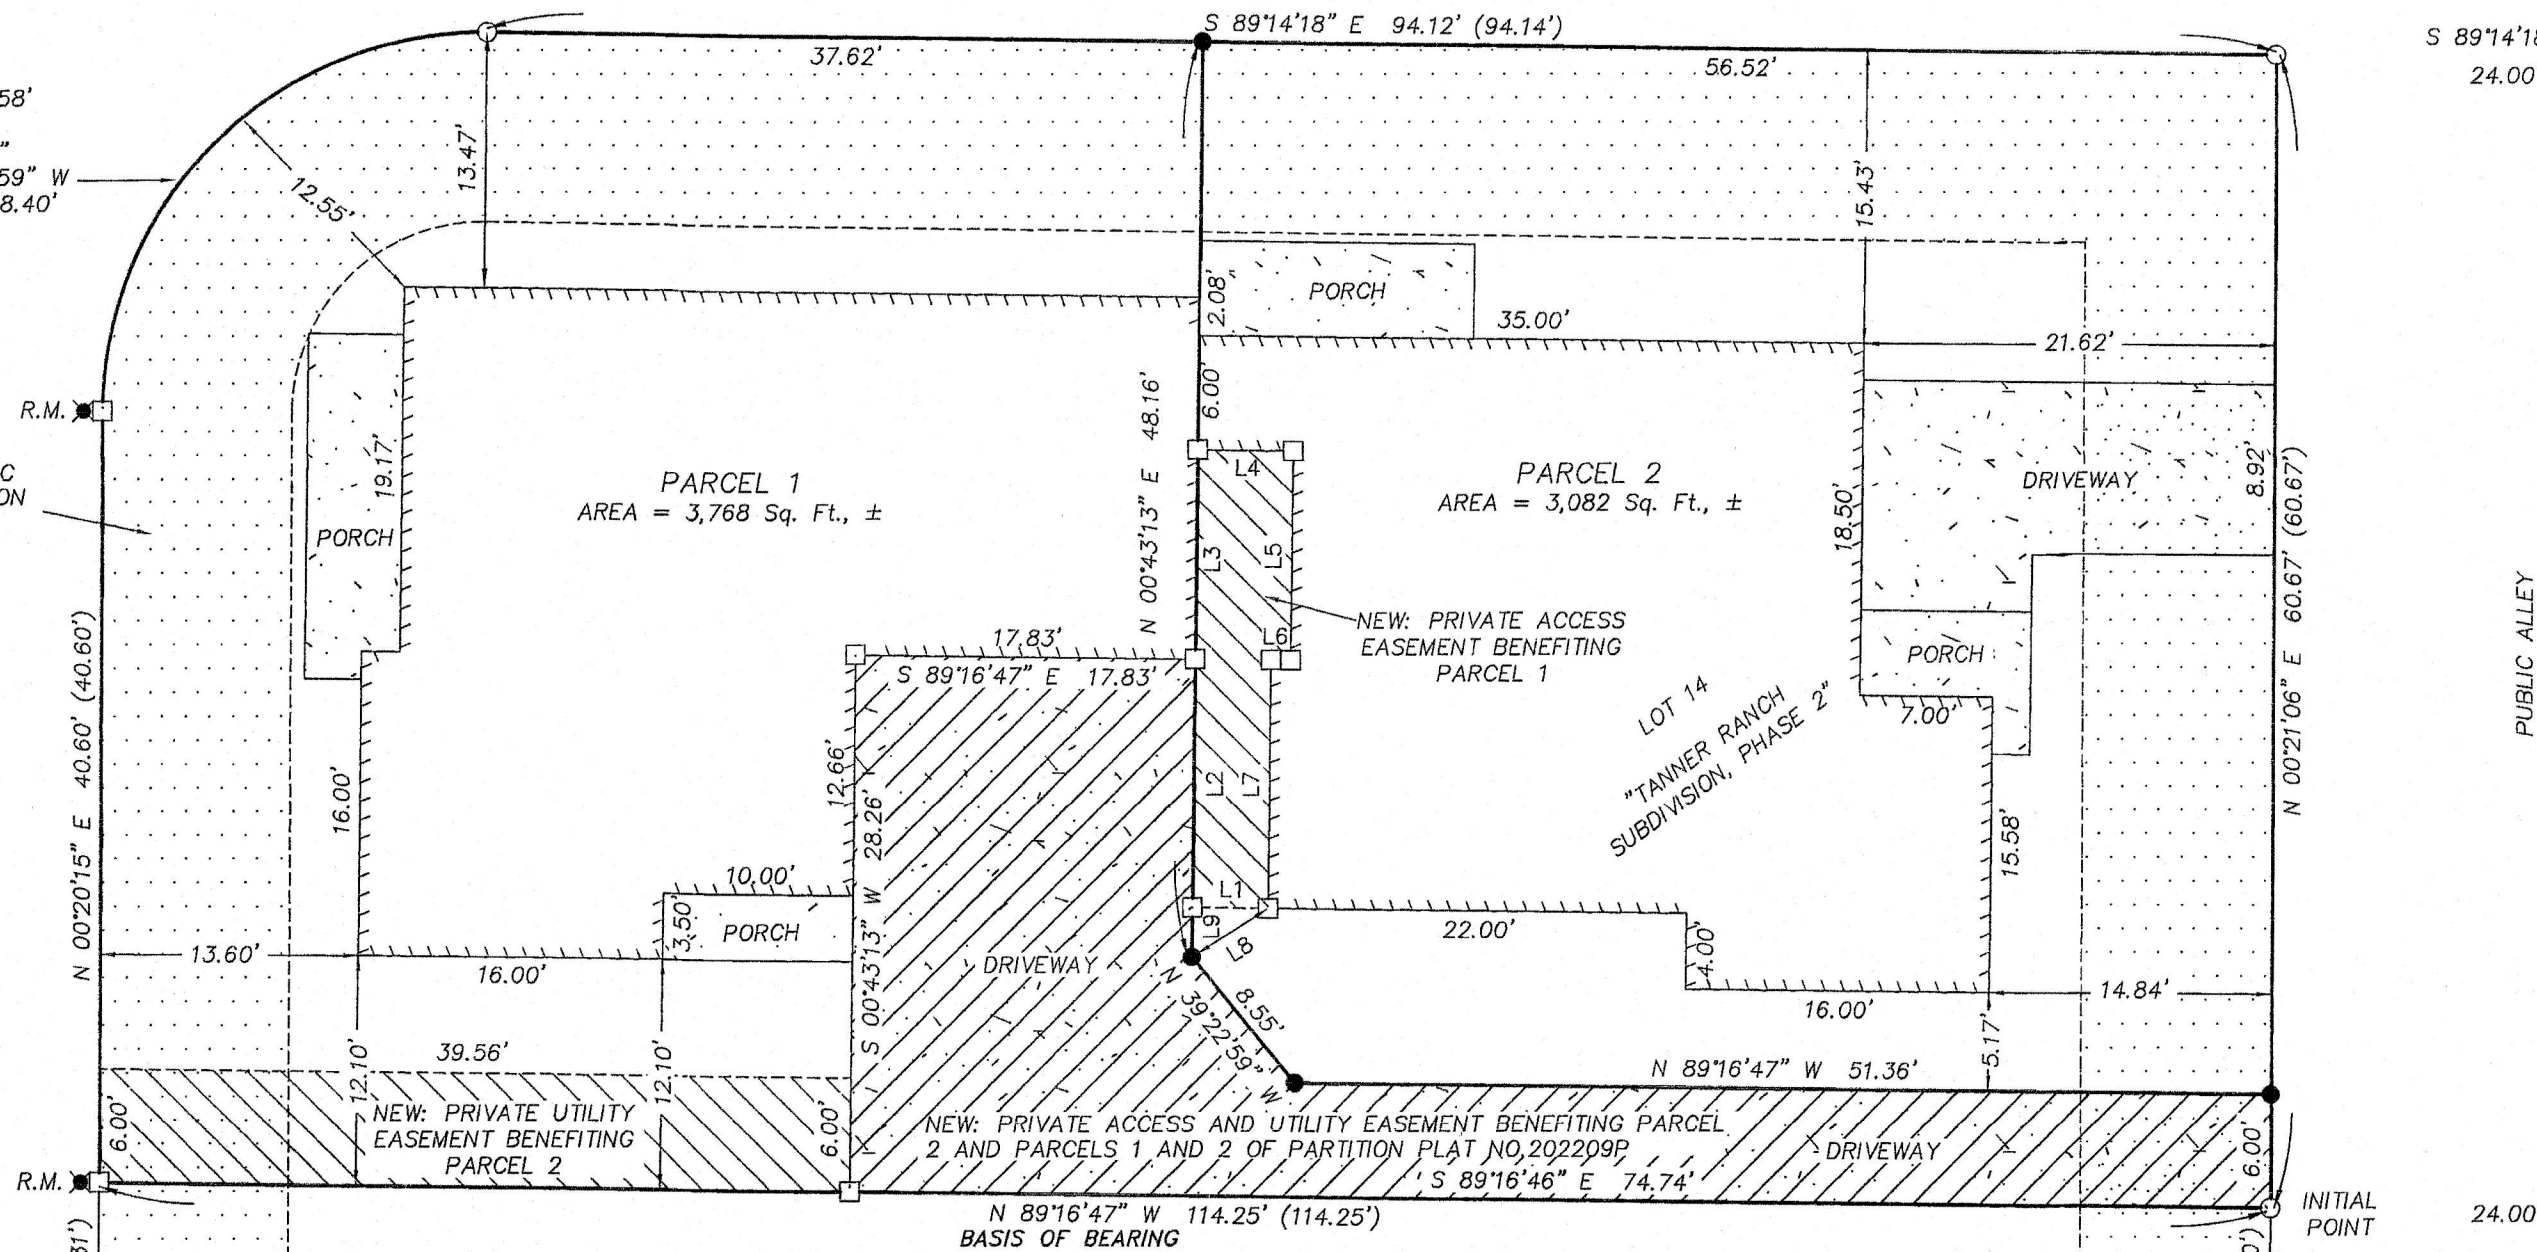 S 89°14'18" E 94.12' (94.14')
37.62'
56.52'
S 89°14'18
24.00
58'
"
59" W
8.40'
12.55'
13.47'
15.43'
2.08'
PORCH
35.00'
21.62'
6.00'
R.M.
C
ON
19.17'
PORCH
PARCEL 1
AREA = 3,768 Sq. Ft., ±
N 00°43'13" E 48.16'
L4
L3
L5
L6
PARCEL 2
AREA = 3,082 Sq. Ft., ±
18.50'
DRIVEWAY
8.92'
N 00°21'06" E 60.67' (60.67')
PUBLIC ALLEY
NEW: PRIVATE ACCESS
EASEMENT BENEFITING
PARCEL 1
17.83'
S 89°16'47" E 17.83'
PORCH
7.00'
LOT 14
"TANNER RANCH
SUBDIVISION, PHASE 2"
N 00°20'15" E 40.60' (40.60')
16.00'
12.66'
S 00°43'13" W 28.26'
L2
L7
15.58'
10.00'
3.50'
PORCH
L1
L9
L8
22.00'
4.00'
13.60'
16.00'
DRIVEWAY
8.55'
N 39°22'59" W
16.00'
14.84'
5.17'
39.56'
12.10'
12.10'
N 89°16'47" W 51.36'
6.00'
NEW: PRIVATE UTILITY
EASEMENT BENEFITING
PARCEL 2
6.00'
NEW: PRIVATE ACCESS AND UTILITY EASEMENT BENEFITING PARCEL
2 AND PARCELS 1 AND 2 OF PARTITION PLAT NO,202209P
DRIVEWAY
6.00'
S 89°16'46" E 74.74'
R.M.
N 89°16'47" W 114.25' (114.25')
BASIS OF BEARING
INITIAL
POINT
24.00
31')
0')